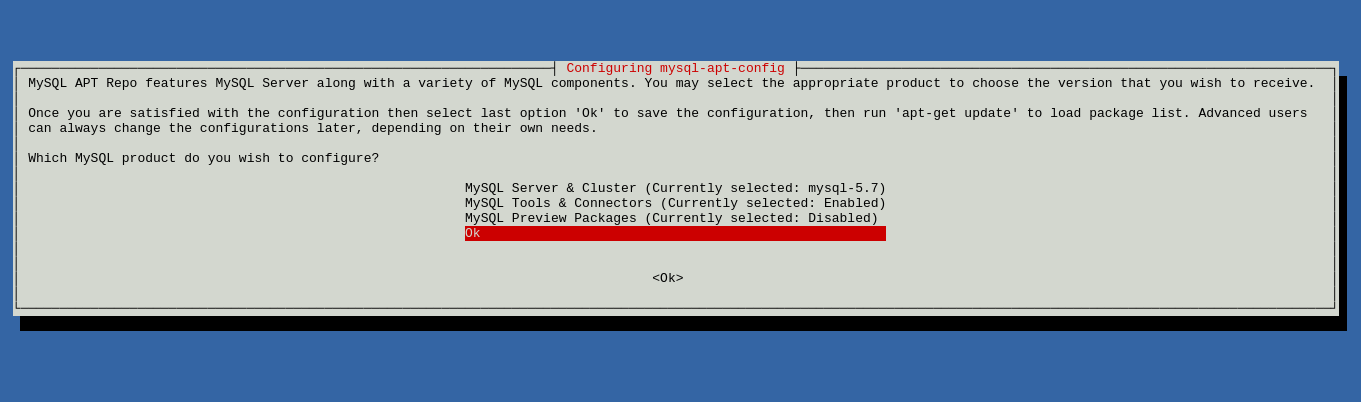 Configuring mysql-apt-config
MySQL APT Repo features MySQL Server along with a variety of MySQL components. You may select the appropriate product to choose the version that you wish to receive.
Once you are satisfied with the configuration then select last option 'Ok' to save the configuration, then run 'apt-get update' to load package list. Advanced users
can always change the configurations later, depending on their own needs.
Which MySQL product do you wish to configure?
MySQL Server & Cluster (Currently selected: mysql-5.7)
MySQL Tools & Connectors (Currently selected: Enabled)
MySQL Preview Packages (Currently selected: Disabled)
Ok
<Ok>